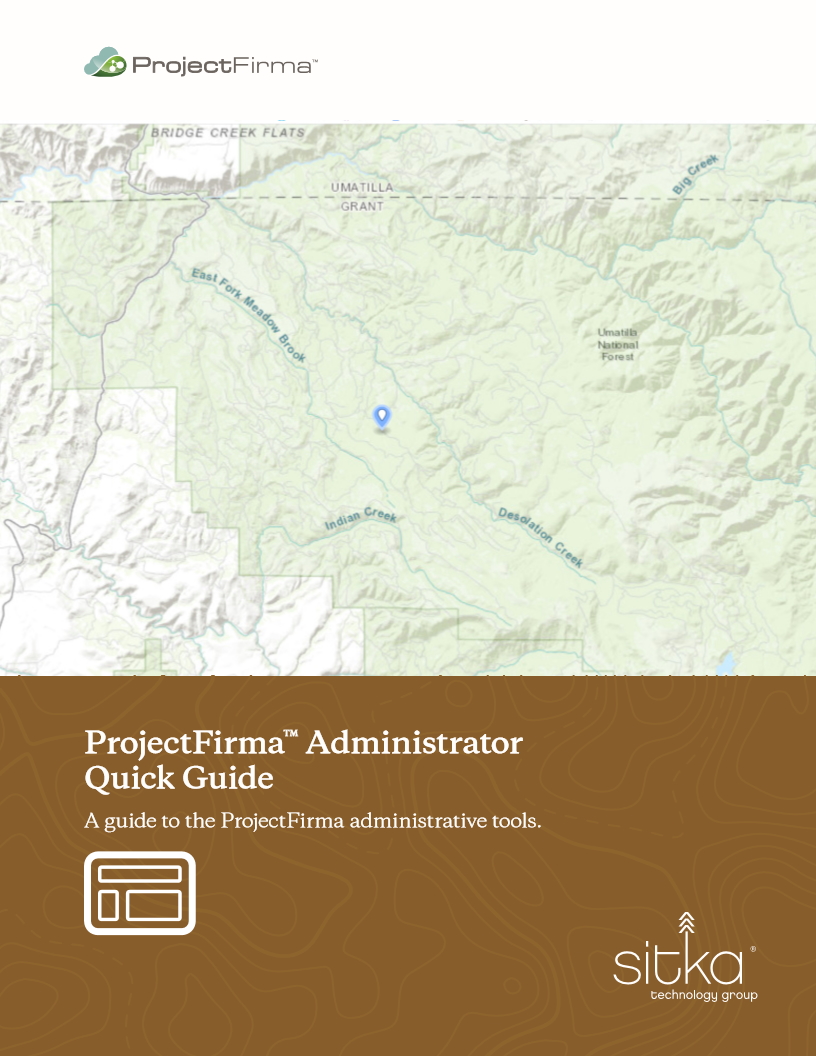 ProjectFirma™
BRIDGE CREEK FLATS
UMATILLA
GRANT
Big Creek
East Fork Meadow Brook
Umatilla
National
Forest
Indian Creek
Desolation Creek
ProjectFirma™ Administrator
Quick Guide
A guide to the ProjectFirma administrative tools.
sitka®
technology group